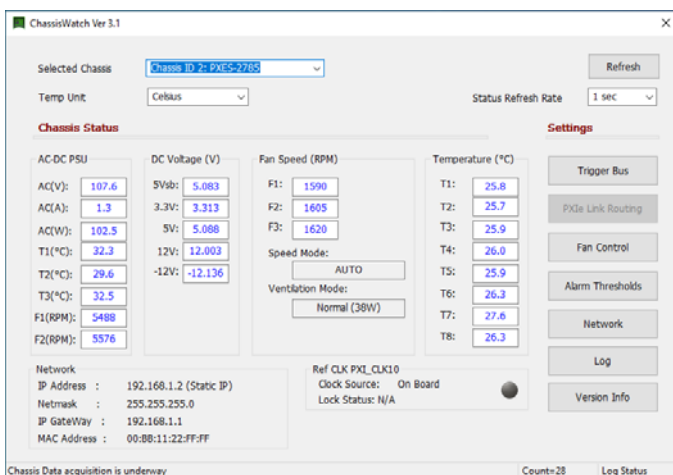 ChassisWatch Ver 3.1
Selected Chassis Chassis ID 2: PXES-2785 Refresh
Temp Unit Celsius Status Refresh Rate 1 sec
Chassis Status Settings
AC-DC PSU
AC(V): 107.6
AC(A): 1.3
AC(W): 102.5
T1(°C): 32.3
T2(°C): 29.6
T3(°C): 32.5
F1(RPM): 5488
F2(RPM): 5576
DC Voltage (V)
5Vsb: 5.083
3.3V: 3.313
5V: 5.088
12V: 12.003
-12V: -12.136
Fan Speed (RPM)
F1: 1590
F2: 1605
F3: 1620
Speed Mode:
AUTO
Ventilation Mode:
Normal (38W)
Temperature (°C)
T1: 25.8
T2: 25.7
T3: 25.9
T4: 26.0
T5: 25.9
T6: 26.3
T7: 27.6
T8: 26.3
Trigger Bus
PXIe Link Routing
Fan Control
Alarm Thresholds
Network
Log
Version Info
Network
IP Address : 192.168.1.2 (Static IP)
Netmask : 255.255.255.0
IP GateWay : 192.168.1.1
MAC Address : 00:BB:11:22:FF:FF
Ref CLK PXI_CLK10
Clock Source: On Board
Lock Status: N/A
Chassis Data acquisition is underway Count=28 Log Status